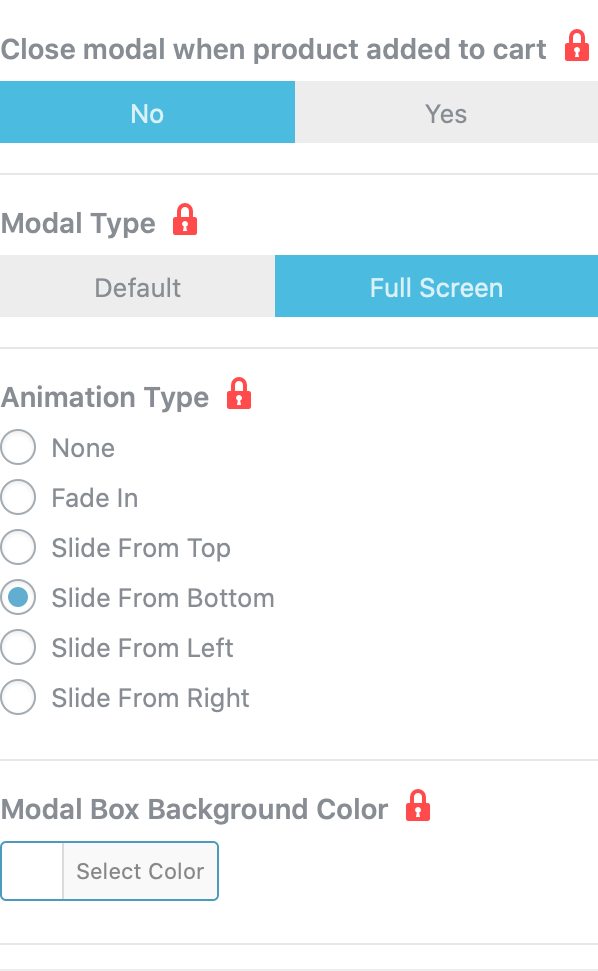 Close modal when product added to cart
No Yes
Modal Type
Default Full Screen
Animation Type
None
Fade In
Slide From Top
Slide From Bottom
Slide From Left
Slide From Right
Modal Box Background Color
Select Color